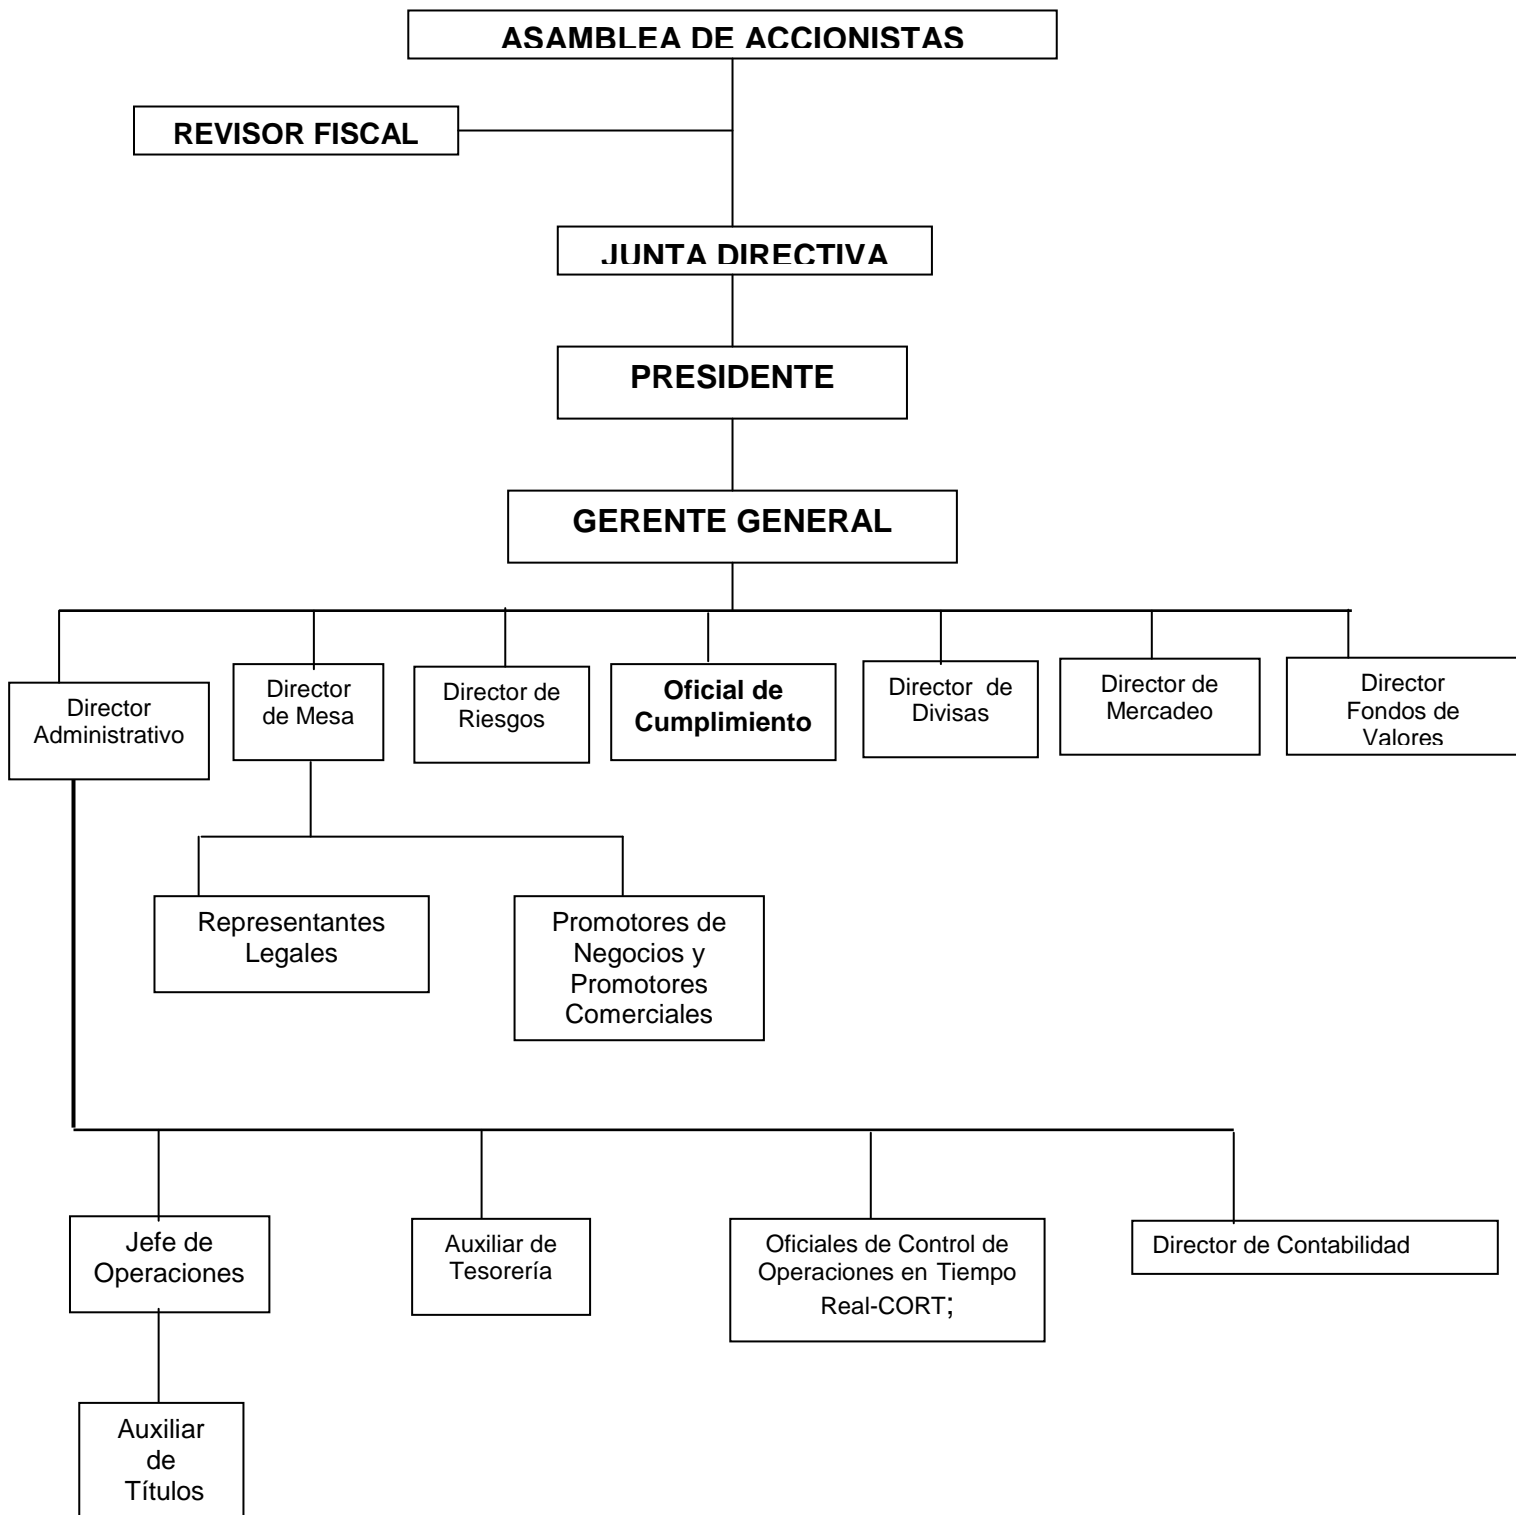 ASAMBLEA DE ACCIONISTAS
REVISOR FISCAL
JUNTA DIRECTIVA
PRESIDENTE
GERENTE GENERAL
Director
Administrativo
Director
de Mesa
Director de
Riesgos
Oficial de
Cumplimiento
Director de
Divisas
Director de
Mercadeo
Director
Fondos de
Valores
Representantes
Legales
Promotores de
Negocios y
Promotores
Comerciales
Jefe de
Operaciones
Auxiliar de
Tesorería
Oficiales de Control de
Operaciones en Tiempo
Real-CORT;
Director de Contabilidad
Auxiliar
de
Títulos